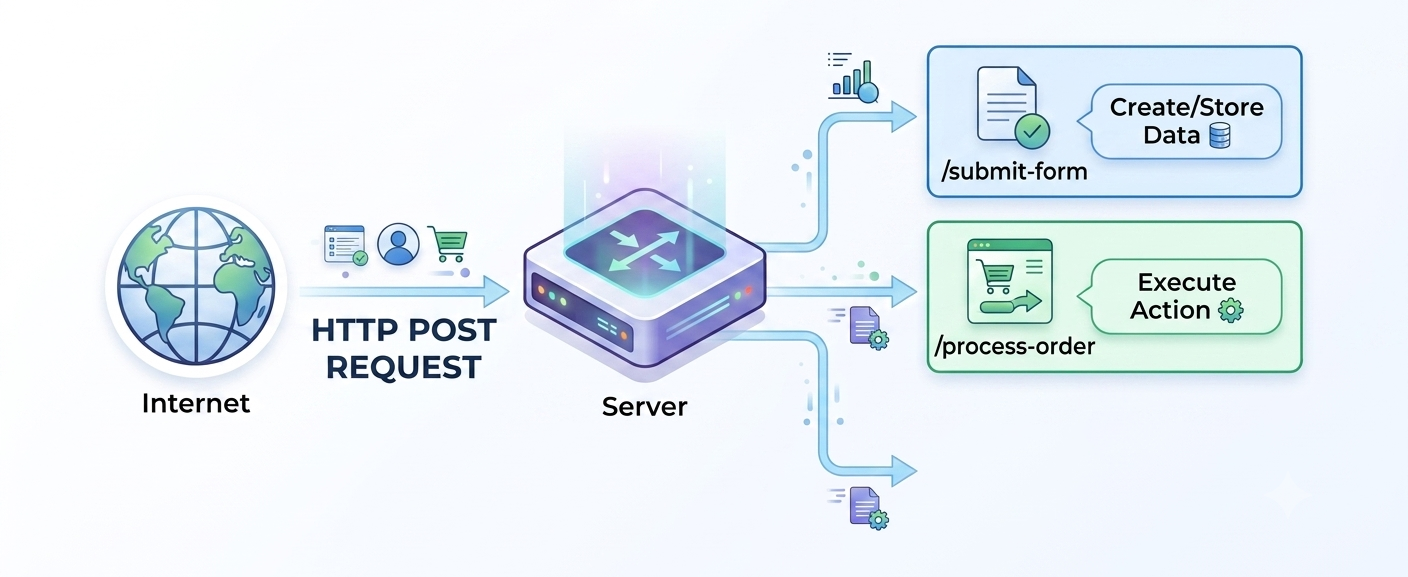 Internet
HTTP POST
REQUEST
Server
/submit-form
Create/Store
Data
/process-order
Execute
Action